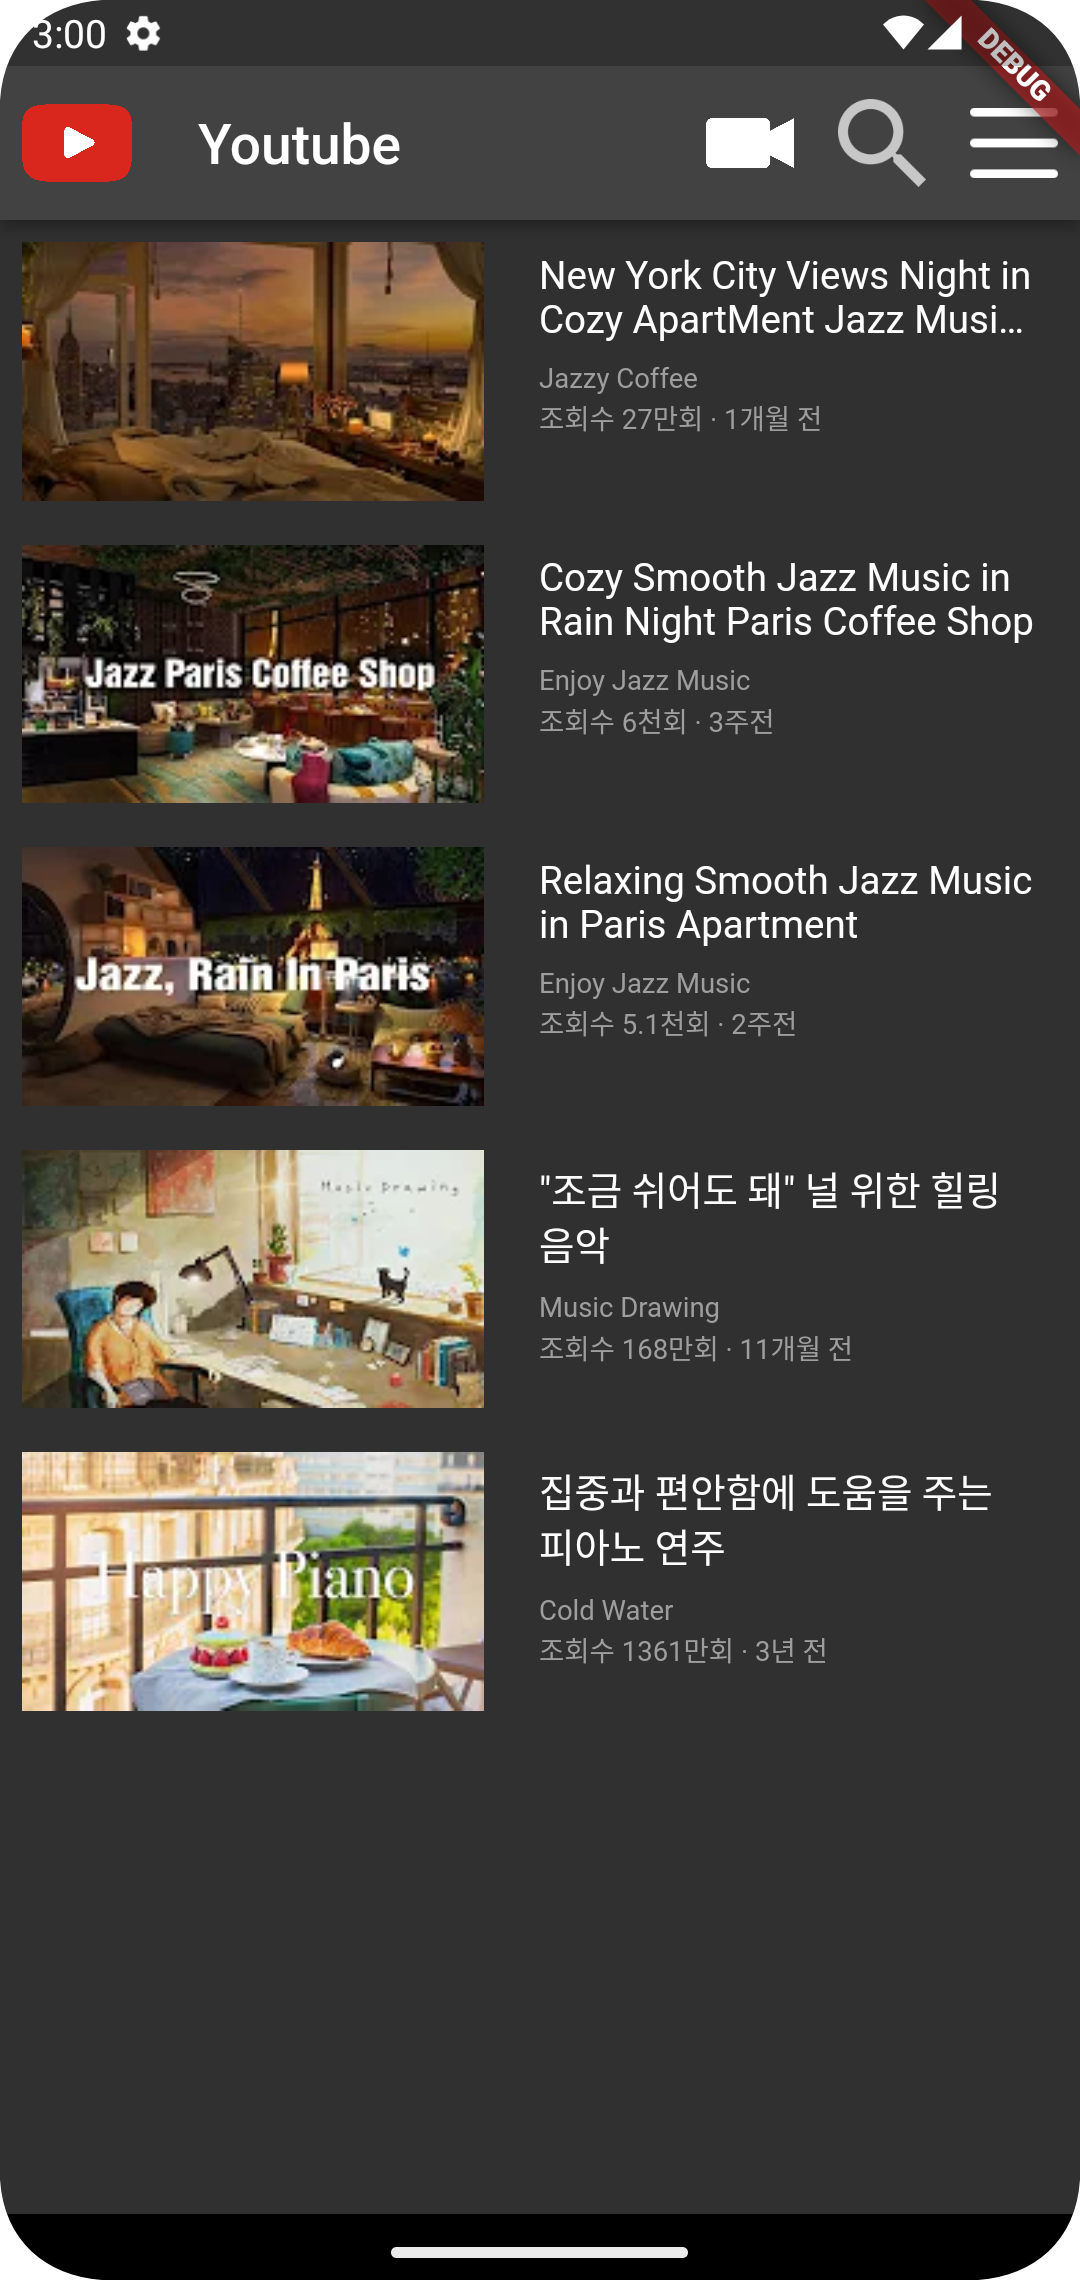 3:00
DEBUG
Youtube
New York City Views Night in
Cozy ApartMent Jazz Musi...
Jazzy Coffee
조회수 27만회 · 1개월 전
Jazz Paris Coffee Shop
Cozy Smooth Jazz Music in
Rain Night Paris Coffee Shop
Enjoy Jazz Music
조회수 6천회 · 3주전
Jazz, Rain In Paris
Relaxing Smooth Jazz Music
in Paris Apartment
Enjoy Jazz Music
조회수 5.1천회 · 2주전
Music Drawing
"조금 쉬어도 돼" 널 위한 힐링
음악
Music Drawing
조회수 168만회 · 11개월 전
Happy Piano
집중과 편안함에 도움을 주는
피아노 연주
Cold Water
조회수 1361만회 · 3년 전